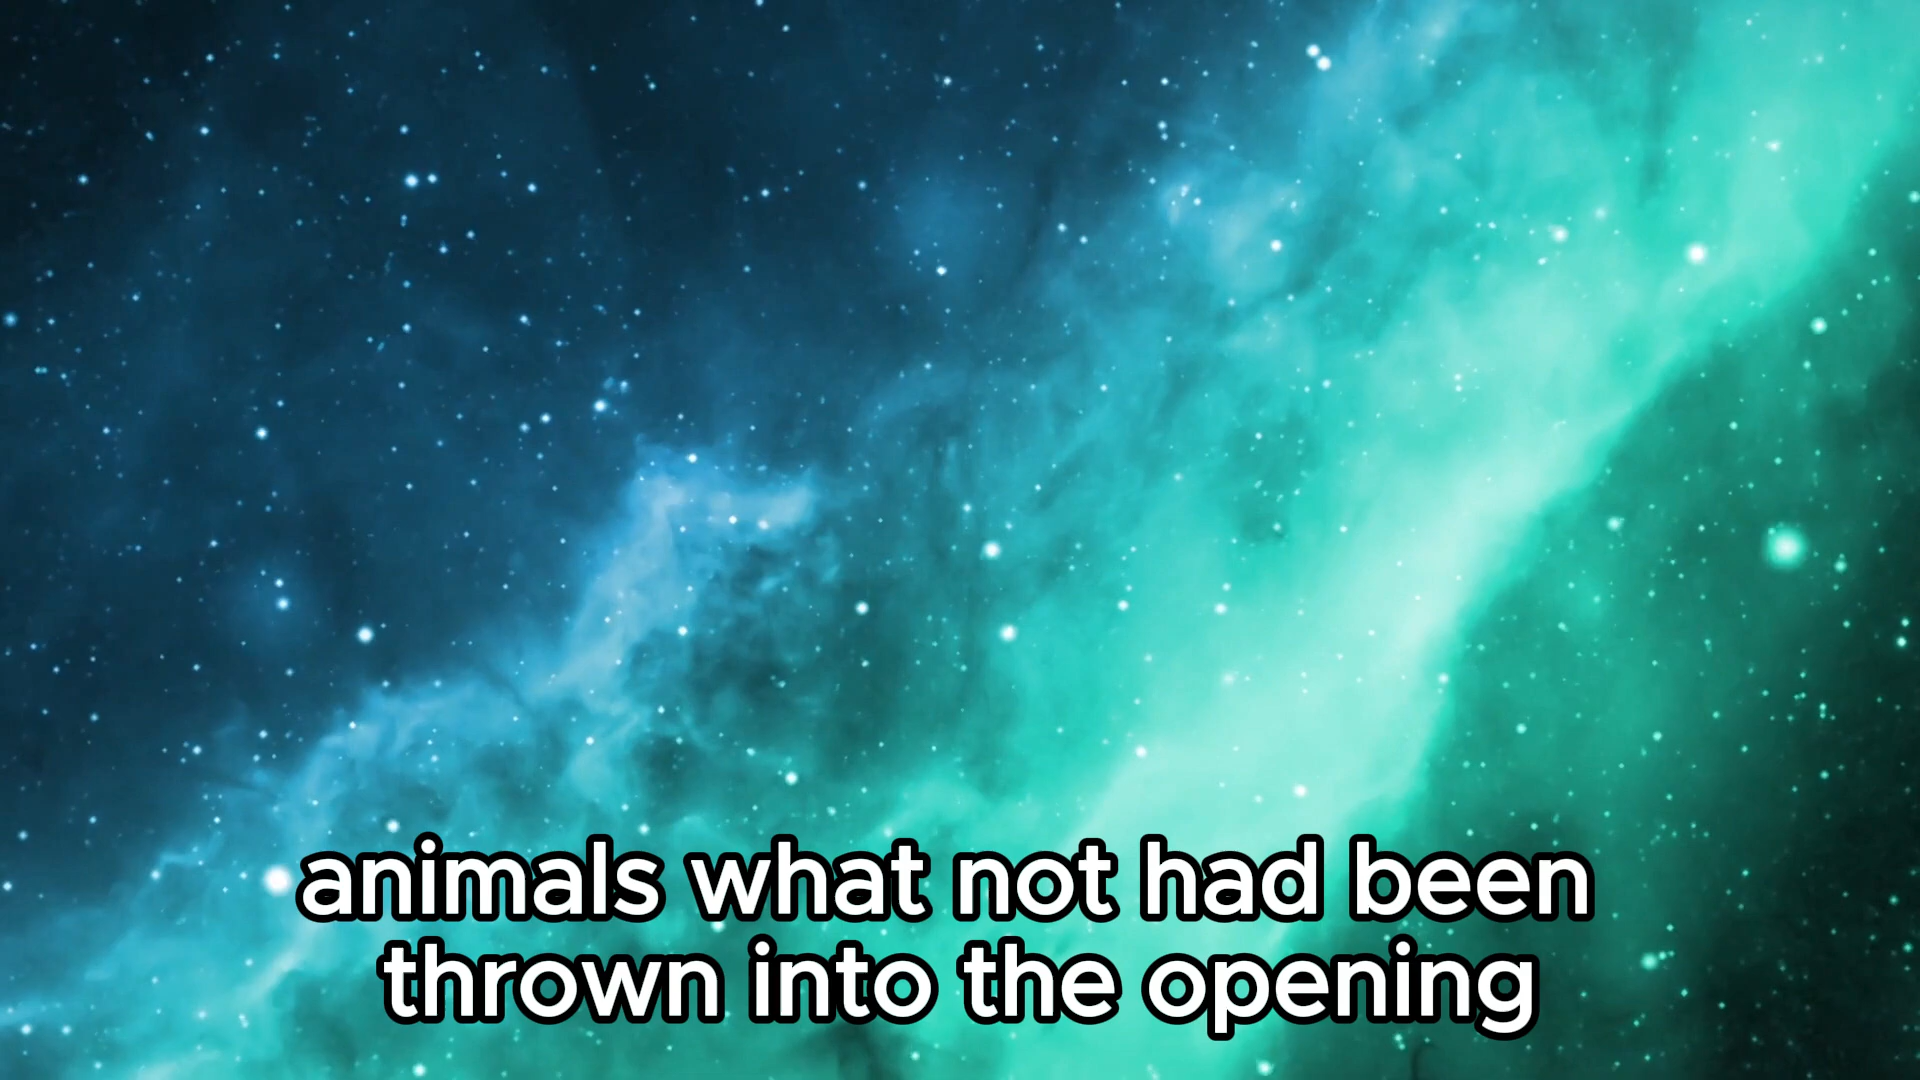 animals what not had been
thrown into the opening